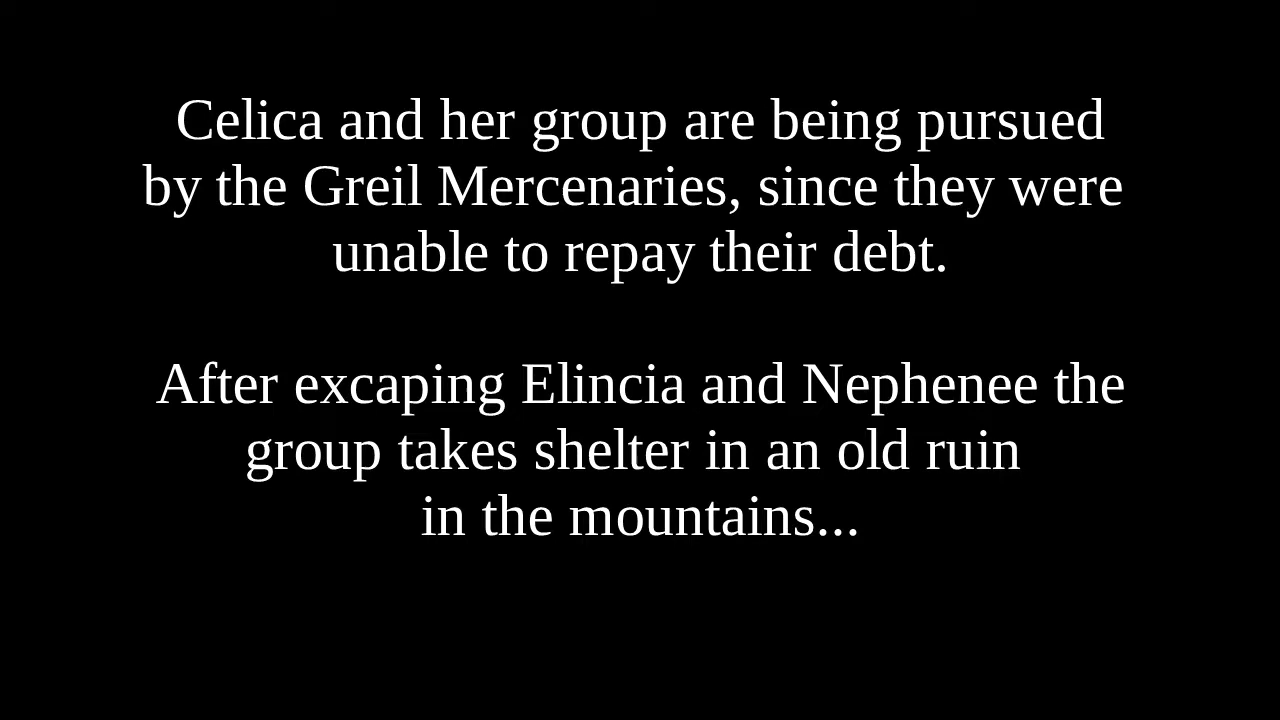 Celica and her group are being pursued
by the Greil Mercenaries, since they were
unable to repay their debt.
After excaping Elincia and Nephenee the
group takes shelter in an old ruin
in the mountains...